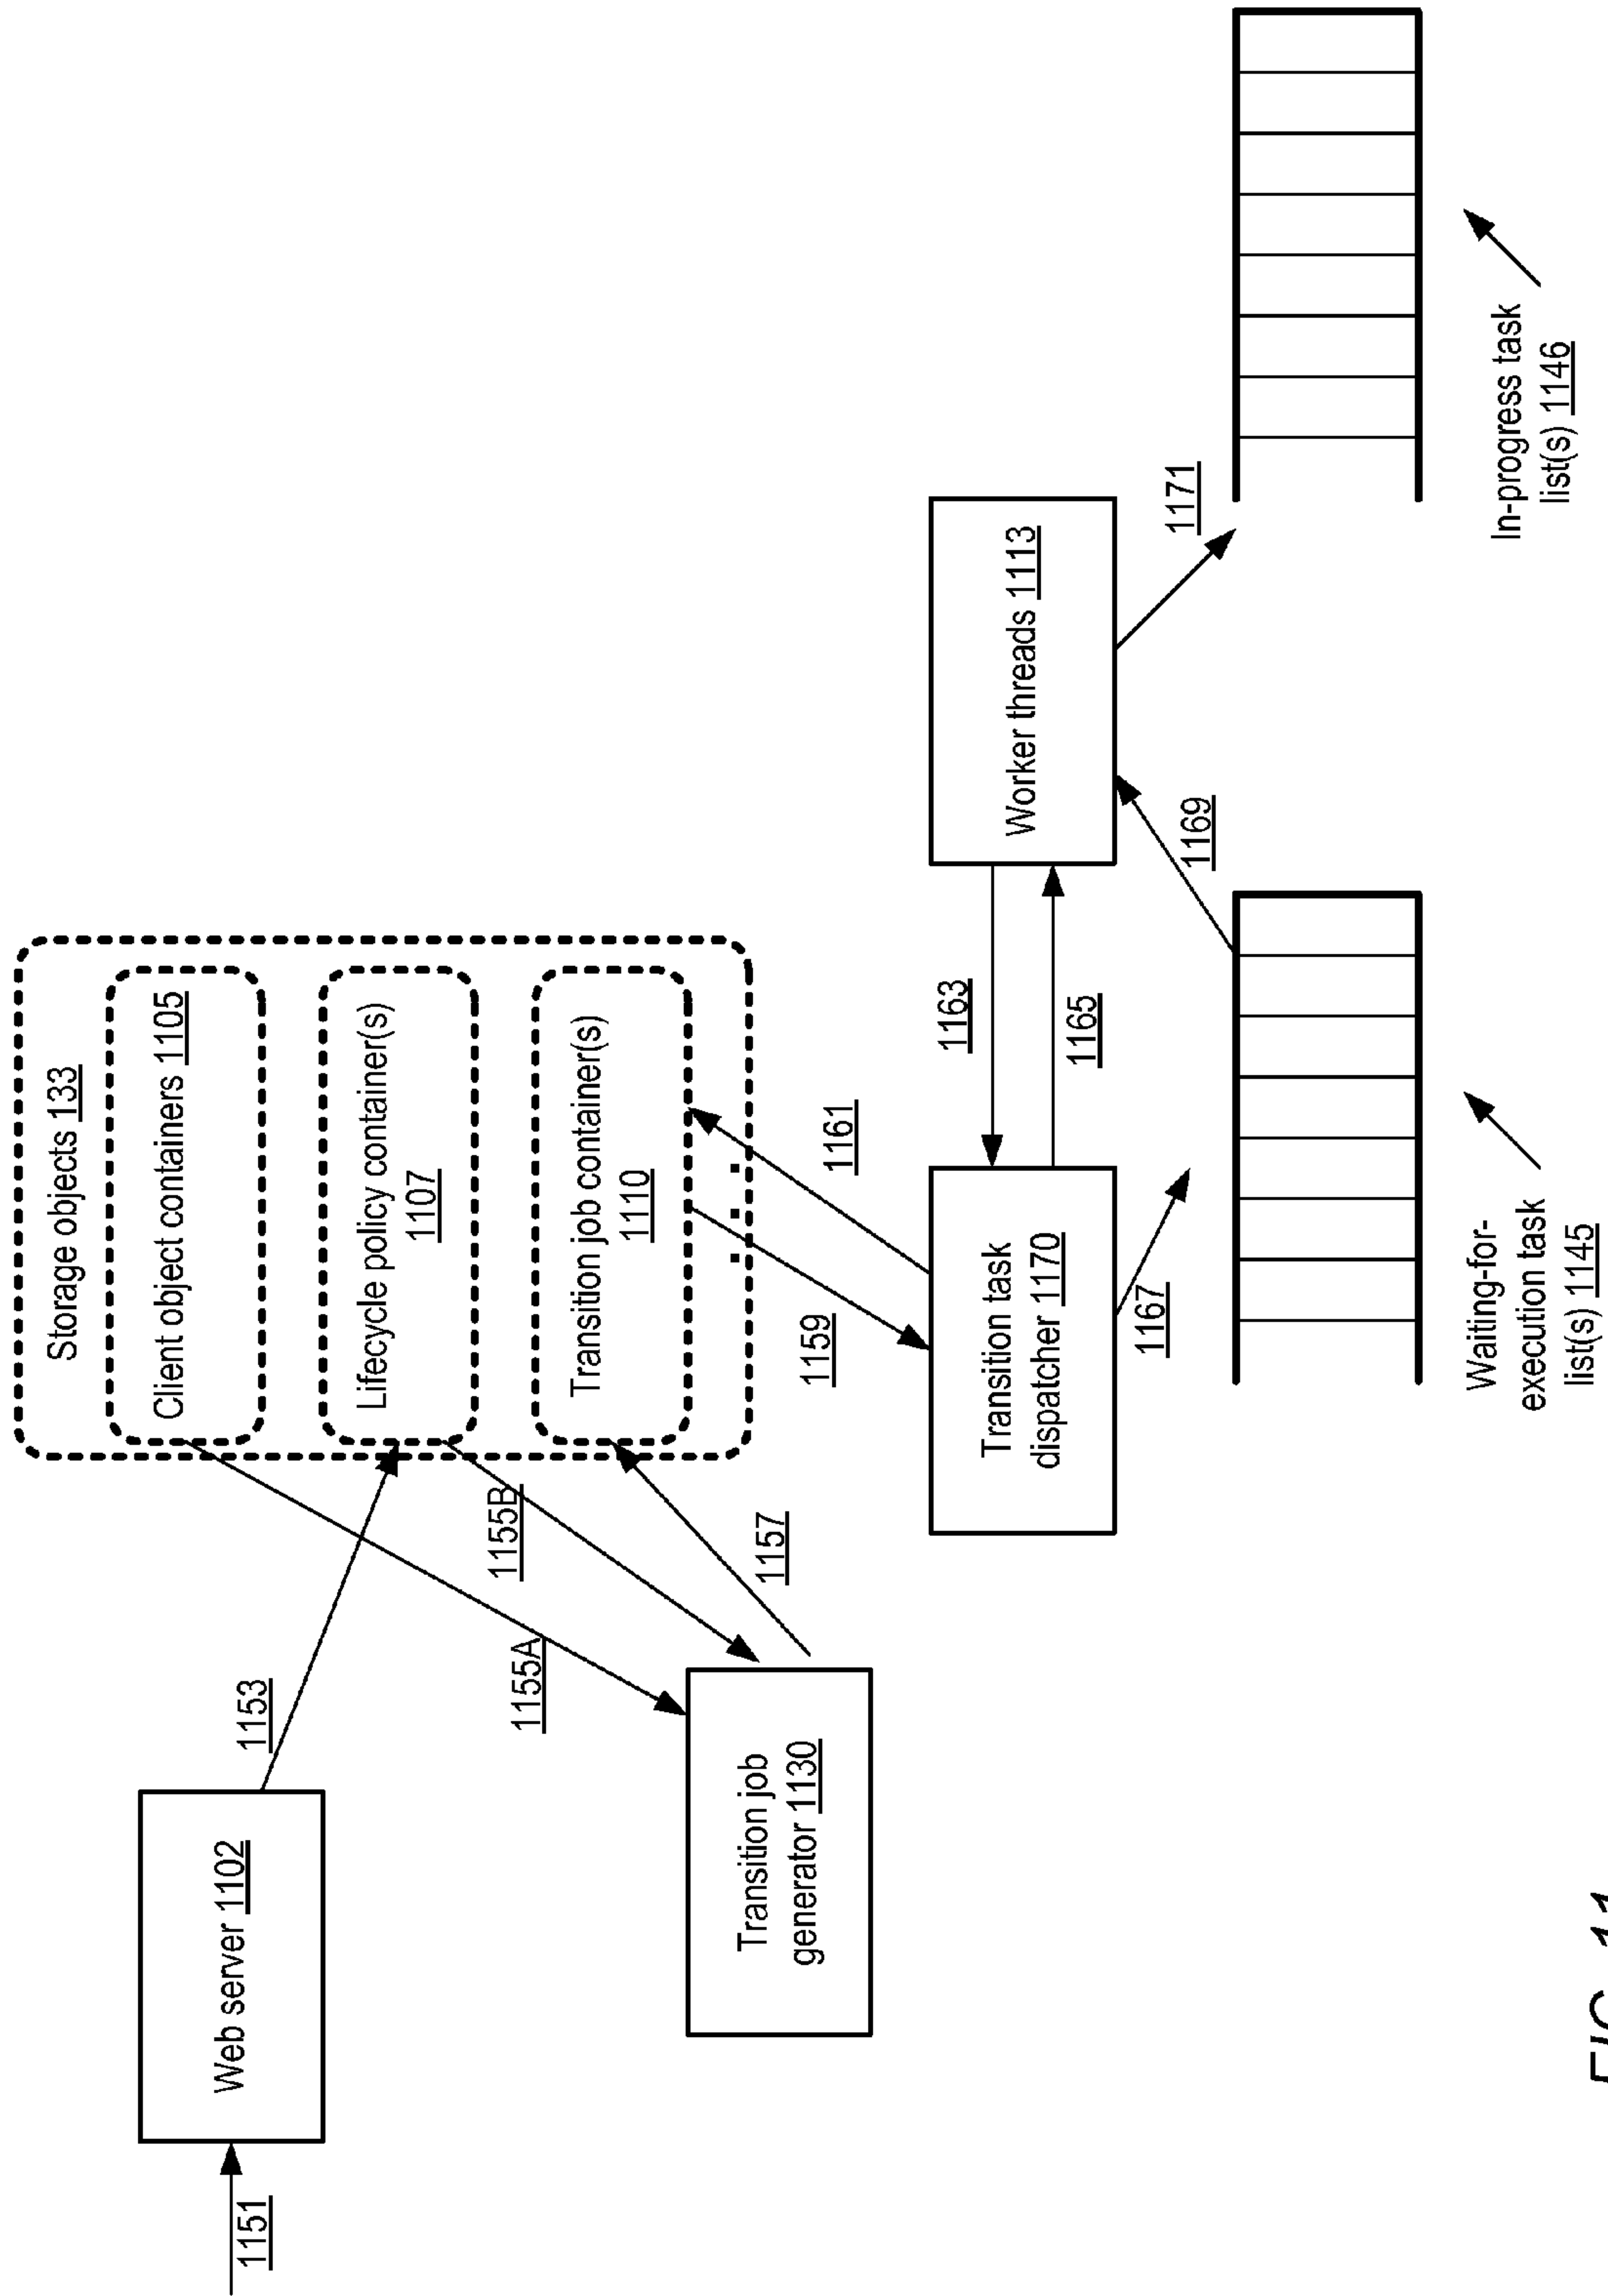 Storage objects 133
Client object containers 1105
Lifecycle policy container(s)
1107
Transition job container(s)
1110
1151
Web server 1102
1153
1155A
1155B
1157
Transition job
generator 1130
1159
1161
Transition task
dispatcher 1170
1163
1165
Worker threads 1113
1167
1169
1171
Waiting-for-
execution task
list(s) 1145
In-progress task
list(s) 1146
FIG. 11